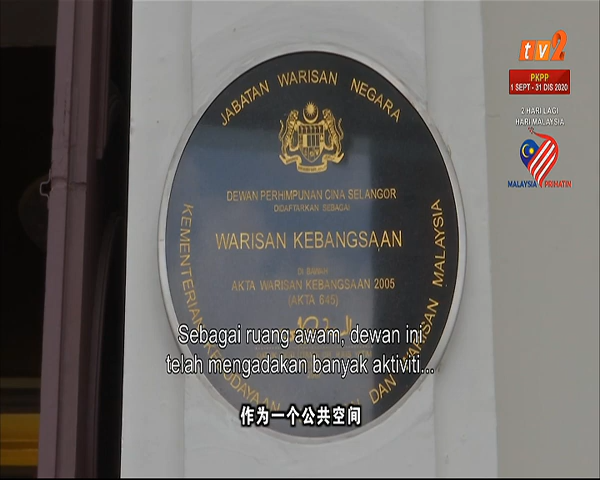 tv2
PKPP
1 SEPT - 31 DIS 2020
2 HARI LAGI
HARI MALAYSIA
MALAYSIA PRIHATIN
JABATAN WARISAN NEGARA
DEWAN PERHIMPUNAN CINA SELANGOR
DIDAFTARKAN SEBAGAI
WARISAN KEBANGSAAN
DI BAWAH
AKTA WARISAN KEBANGSAAN 2005
(AKTA 645)
KEMENTERIAN KEBUDAYAAN DAN WARISAN MALAYSIA
Sebagai ruang awam, dewan ini
telah mengadakan banyak aktiviti...
作为一个公共空间